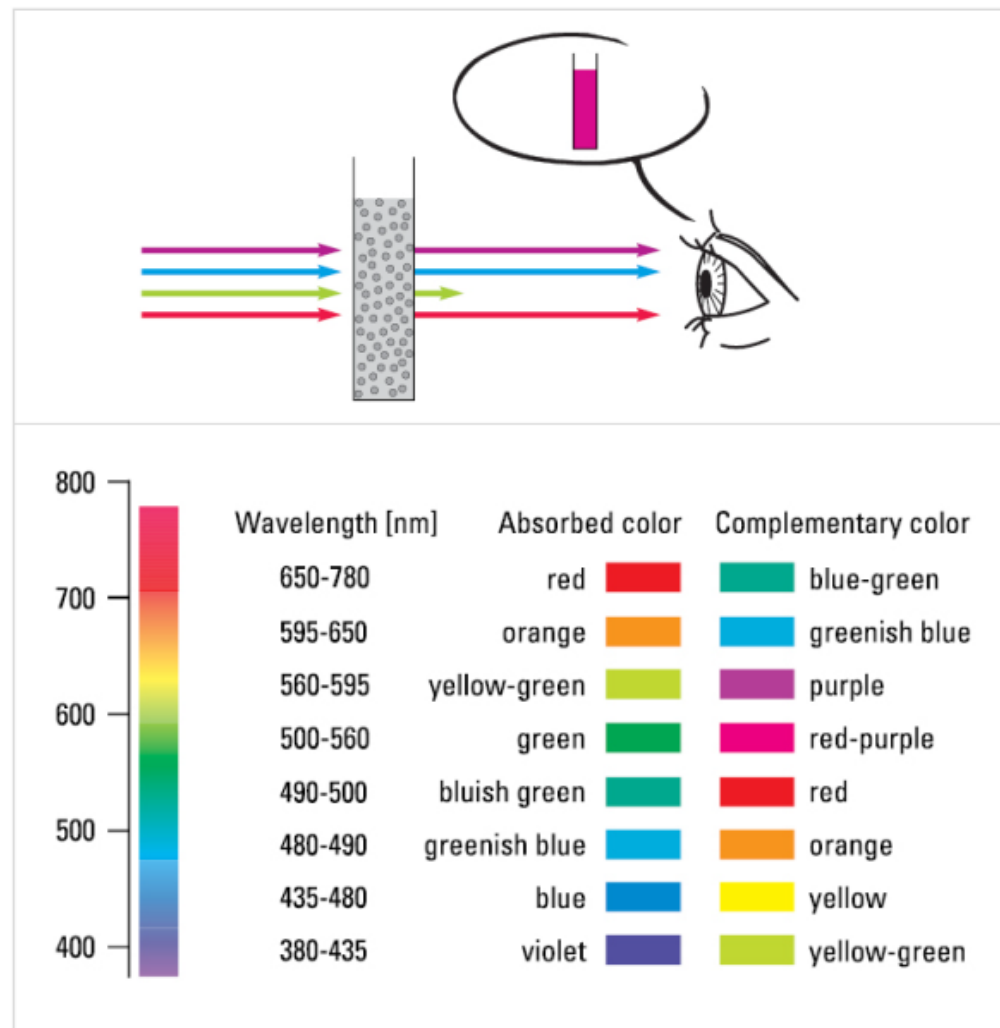 800
700
600
500
400
Wavelength [nm] Absorbed color Complementary color
650-780 red blue-green
595-650 orange greenish blue
560-595 yellow-green purple
500-560 green red-purple
490-500 bluish green red
480-490 greenish blue orange
435-480 blue yellow
380-435 violet yellow-green